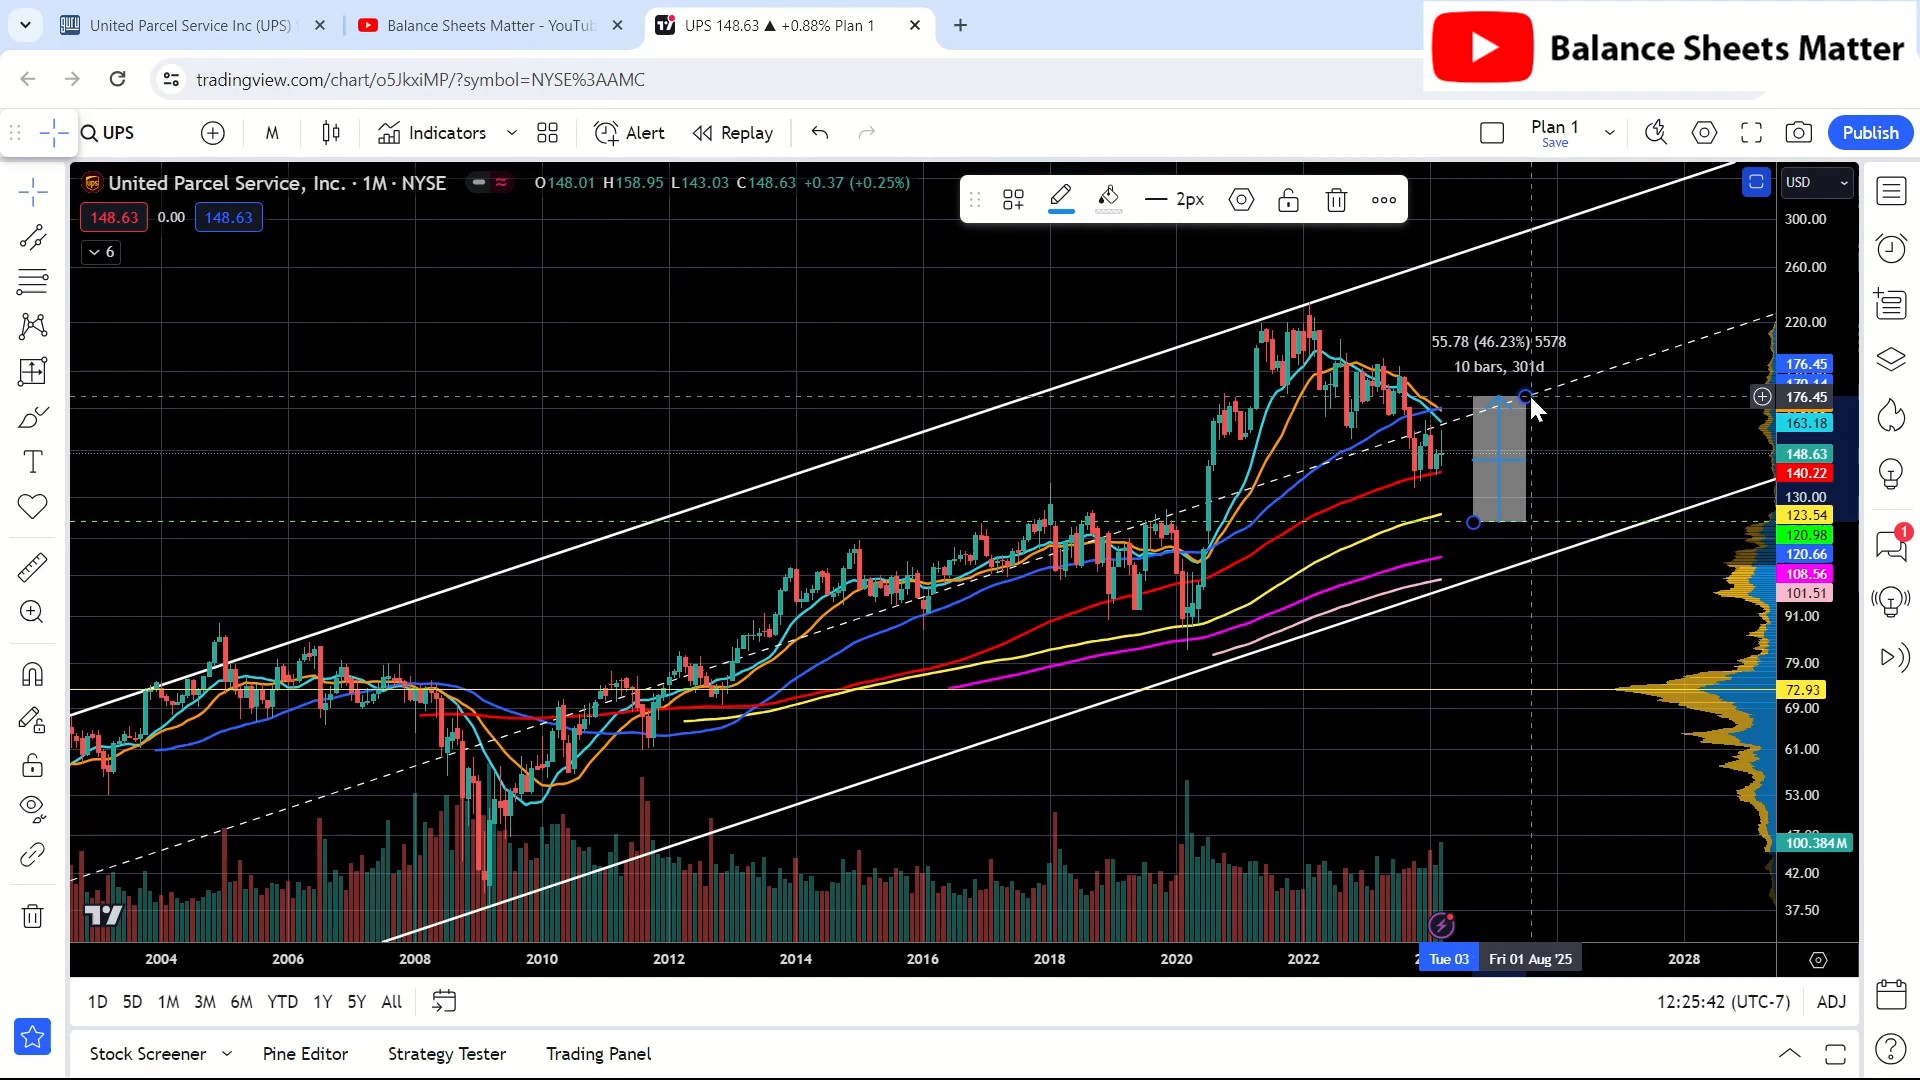 United Parcel Service Inc (UPS)
Balance Sheets Matter - YouTub
UPS 148.63 ▲ +0.88% Plan 1
Balance Sheets Matter
tradingview.com/chart/o5JkxiMP/?symbol=NYSE%3AAMC
UPS
M
Indicators
Alert
Replay
Plan 1
Save
Publish
United Parcel Service, Inc. · 1M · NYSE
O148.01 H158.95 L143.03 C148.63 +0.37 (+0.25%)
148.63 0.00 148.63
6
2px
USD
300.00
260.00
220.00
55.78 (46.23%) 5578
10 bars, 301d
176.45
176.45
163.18
148.63
140.22
130.00
123.54
120.98
120.66
108.56
101.51
91.00
79.00
72.93
69.00
61.00
53.00
100.384M
42.00
37.50
2004 2006 2008 2010 2012 2014 2016 2018 2020 2022 Tue 03 Fri 01 Aug '25 2028
1D 5D 1M 3M 6M YTD 1Y 5Y All
12:25:42 (UTC-7) ADJ
Stock Screener Pine Editor Strategy Tester Trading Panel
1